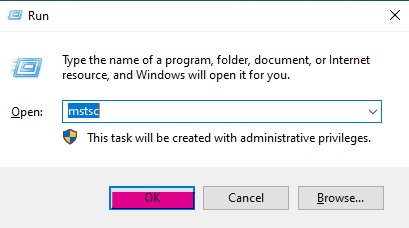 Run
Type the name of a program, folder, document, or Internet
resource, and Windows will open it for you.
Open: mstsc
This task will be created with administrative privileges.
OK Cancel Browse...